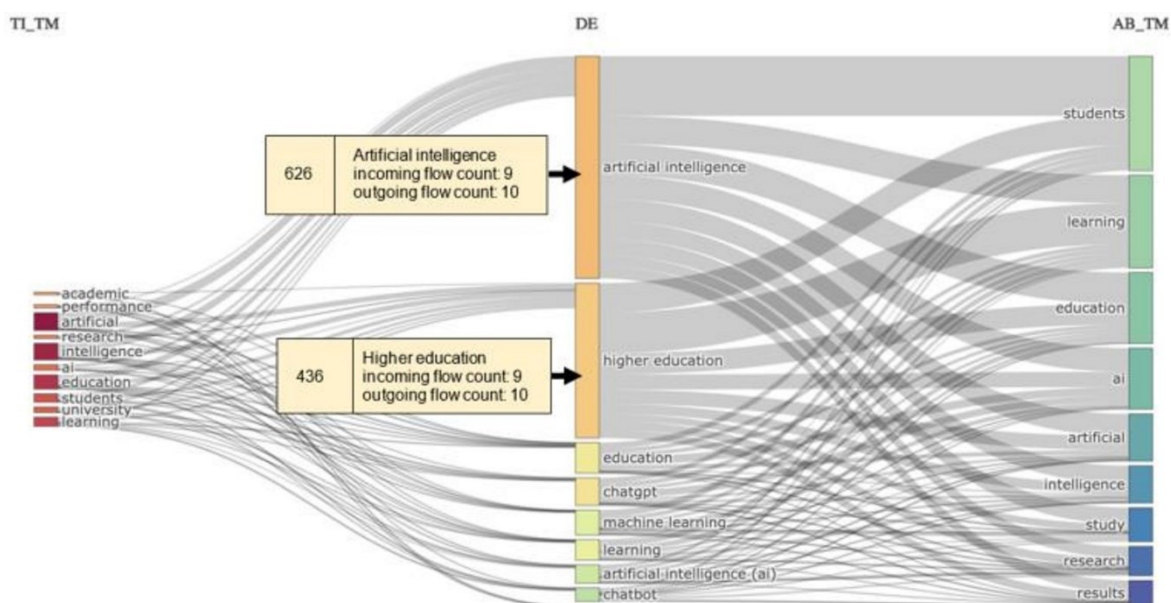 TI_TM
DE
AB_TM
626
Artificial intelligence
incoming flow count: 9
outgoing flow count: 10
436
Higher education
incoming flow count: 9
outgoing flow count: 10
academic
performance
artificial
research
intelligence
ai
education
students
university
learning
artificial intelligence
higher education
education
chatgpt
machine learning
learning
artificial intelligence (ai)
chatbot
students
learning
education
ai
artificial
intelligence
study
research
results